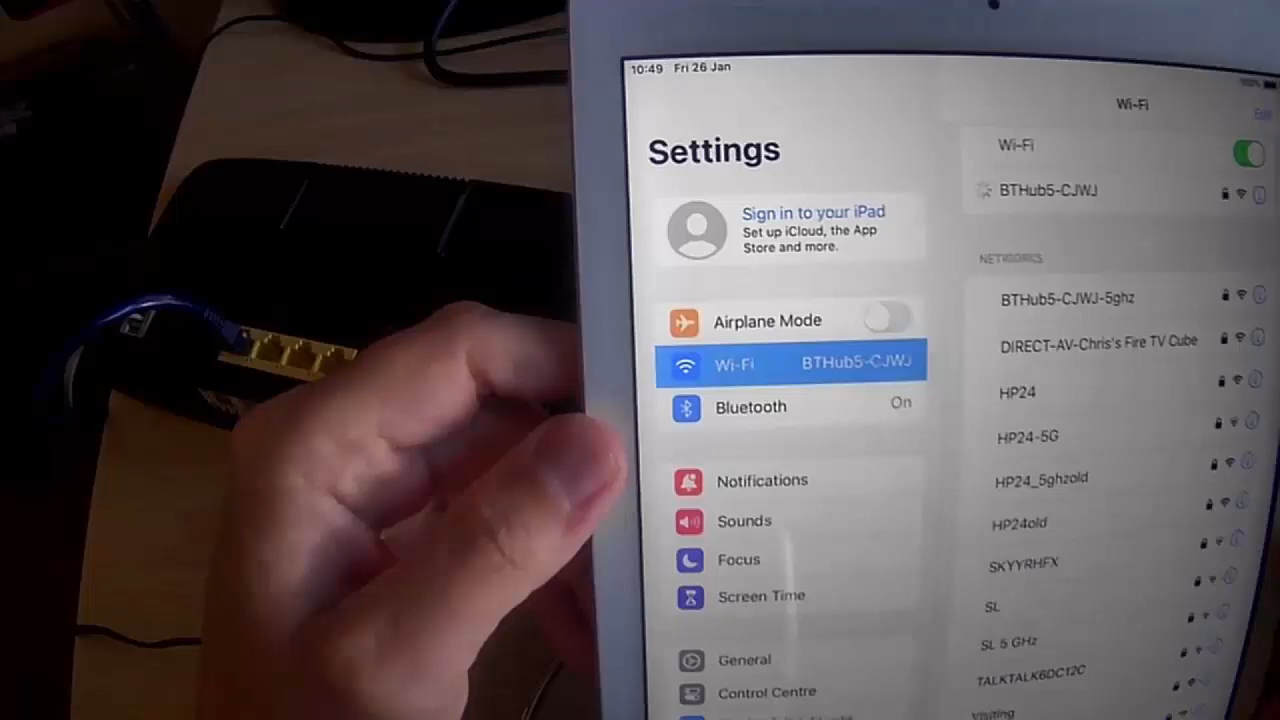 10:49 Fri 26 Jan
Settings
Sign in to your iPad
Set up iCloud, the App
Store and more.
Airplane Mode
Wi-Fi BTHub5-CJWJ
Bluetooth On
Notifications
Sounds
Focus
Screen Time
General
Control Centre
Wi-Fi
Edit
Wi-Fi
BTHub5-CJWJ
NETWORKS
BTHub5-CJWJ-5ghz
DIRECT-AV-Chris's Fire TV Cube
HP24
HP24-5G
HP24_5ghzold
HP24old
SKYYRHFX
SL
SL 5 GHz
TALKTALK6DC12C
Visiting